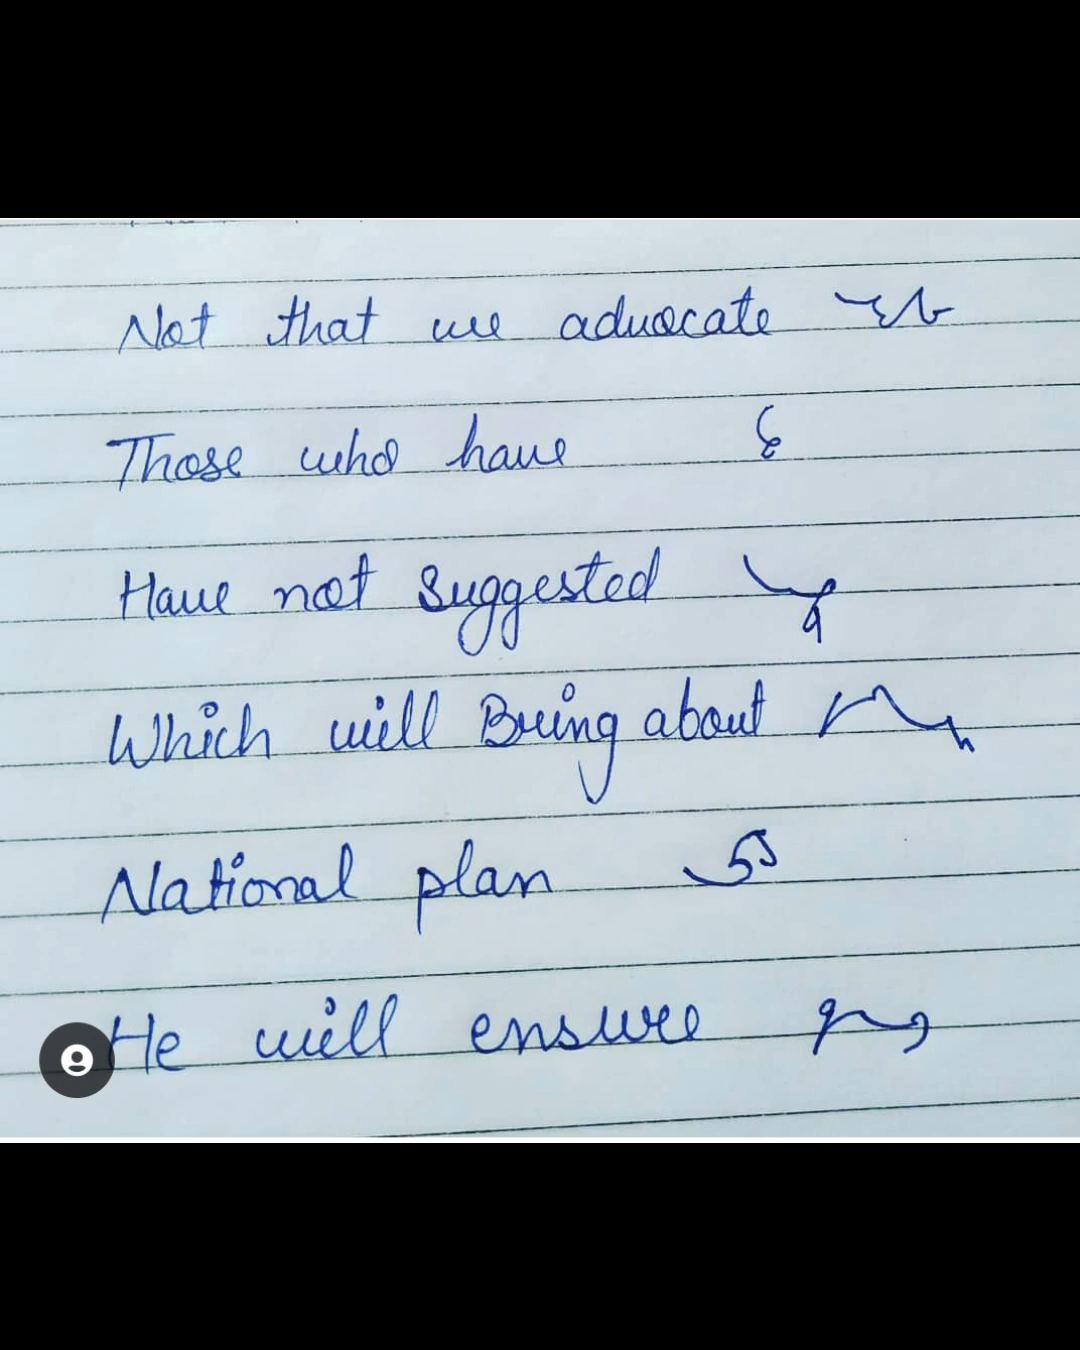 Not that we advocate
Those who have
Have not suggested
Which will Bring about
National plan
He will ensure